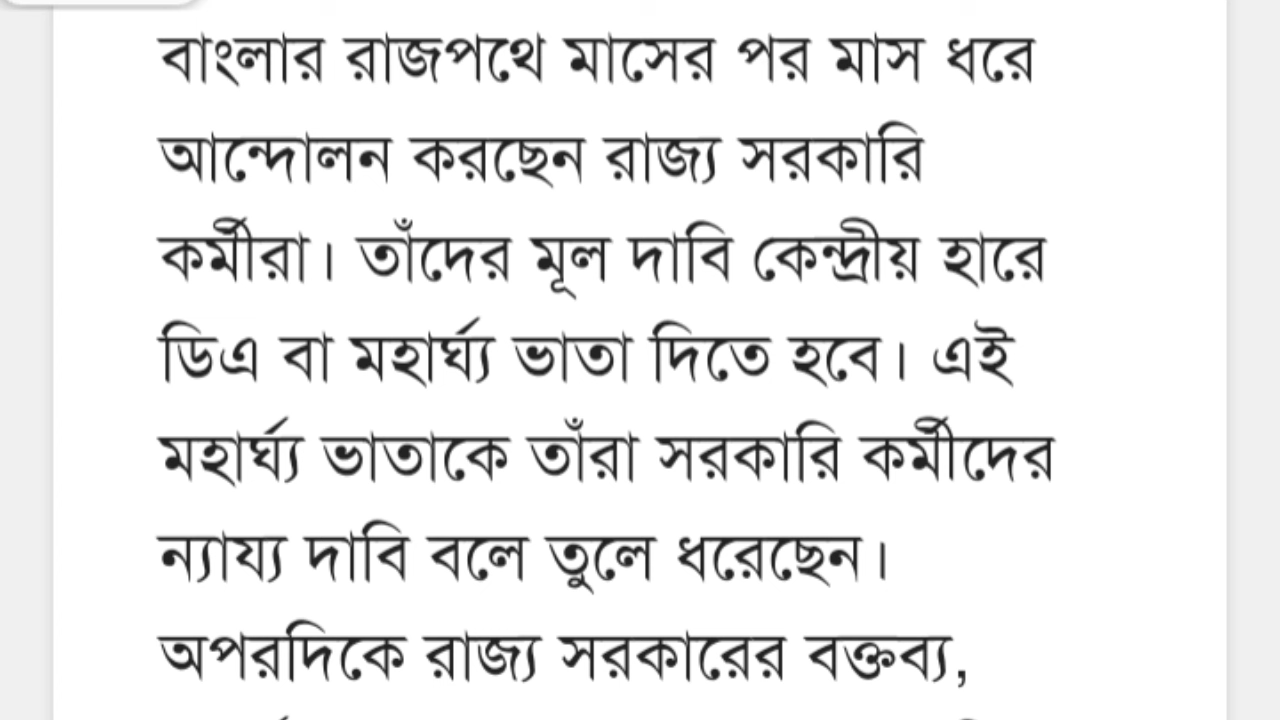 বাংলার রাজপথে মাসের পর মাস ধরে
আন্দোলন করছেন রাজ্য সরকারি
কর্মীরা। তাঁদের মূল দাবি কেন্দ্রীয় হারে
ডিএ বা মহার্ঘ্য ভাতা দিতে হবে। এই
মহার্ঘ্য ভাতাকে তাঁরা সরকারি কর্মীদের
ন্যায্য দাবি বলে তুলে ধরেছেন।
অপরদিকে রাজ্য সরকারের বক্তব্য,